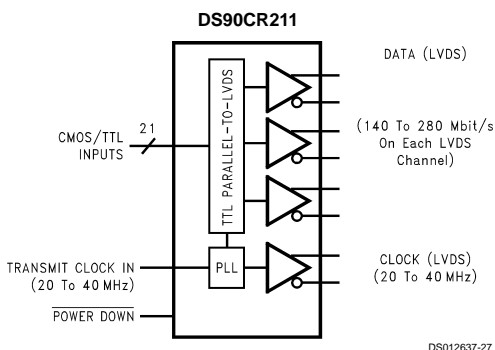 DS90CR211
DATA (LVDS)
TTL PARALLEL-TO-LVDS
21
CMOS/TTL
INPUTS
(140 To 280 Mbit/s
On Each LVDS
Channel)
TRANSMIT CLOCK IN
(20 To 40 MHz)
PLL
CLOCK (LVDS)
(20 To 40 MHz)
POWER DOWN
DS012637-27